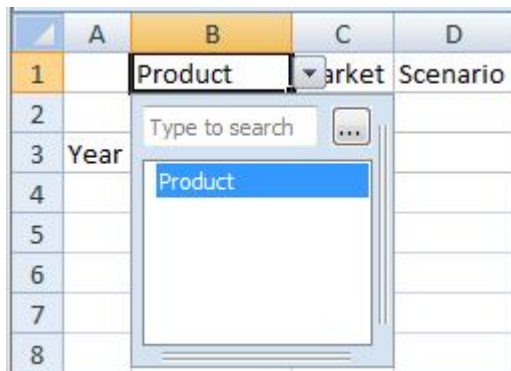 A B C D
1 Product arket Scenario
2
Type to search ...
3 Year
Product
4
5
6
7
8